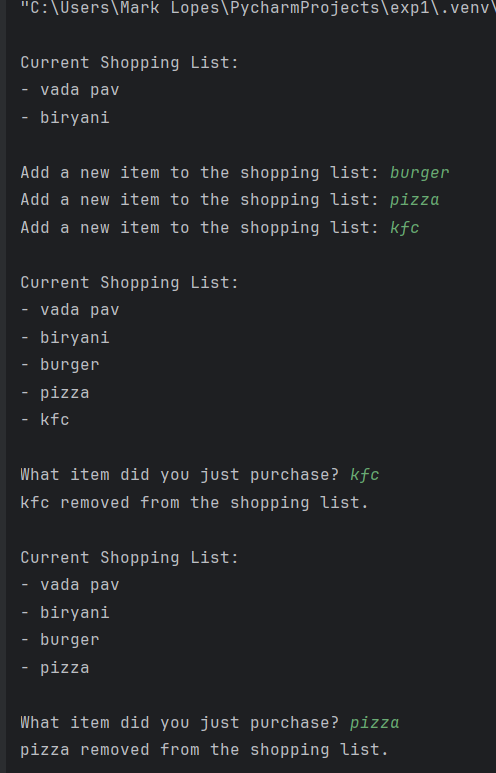 "C:\Users\Mark Lopes\PycharmProjects\exp1\.venv\
Current Shopping List:
- vada pav
- biryani
Add a new item to the shopping list: burger
Add a new item to the shopping list: pizza
Add a new item to the shopping list: kfc
Current Shopping List:
- vada pav
- biryani
- burger
- pizza
- kfc
What item did you just purchase? kfc
kfc removed from the shopping list.
Current Shopping List:
- vada pav
- biryani
- burger
- pizza
What item did you just purchase? pizza
pizza removed from the shopping list.